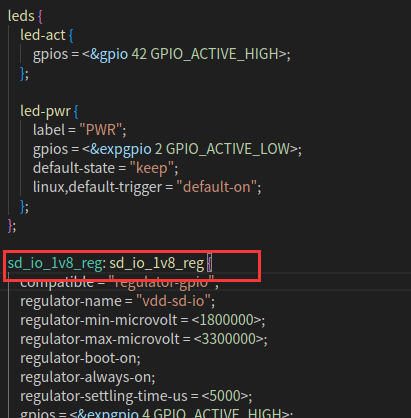 leds {
led-act {
gpios = <&gpio 42 GPIO_ACTIVE_HIGH>;
};
led-pwr {
label = "PWR";
gpios = <&expgpio 2 GPIO_ACTIVE_LOW>;
default-state = "keep";
linux,default-trigger = "default-on";
};
};
sd_io_1v8_reg: sd_io_1v8_reg {
compatible = "regulator-gpio";
regulator-name = "vdd-sd-io";
regulator-min-microvolt = <1800000>;
regulator-max-microvolt = <3300000>;
regulator-boot-on;
regulator-always-on;
regulator-settling-time-us = <5000>;
gpios = <&expgpio 4 GPIO_ACTIVE_HIGH>;